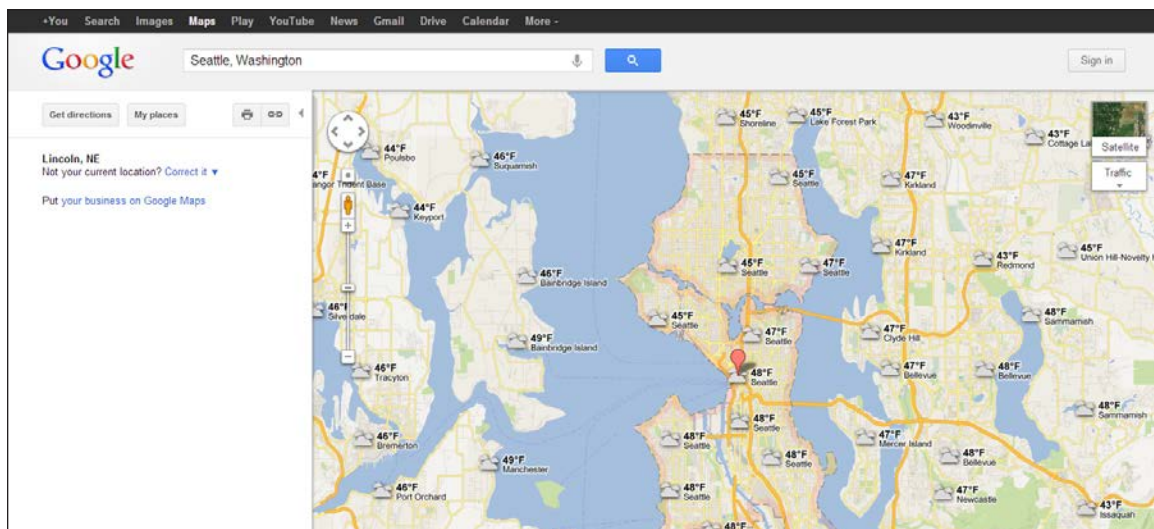 +You Search Images Maps Play YouTube News Gmail Drive Calendar More
Google
Seattle, Washington
Sign in
Get directions
My places
Lincoln, NE
Not your current location? Correct it ▼
Put your business on Google Maps
Satellite
Traffic
45°F
Shoreline
45°F
Lake Forest Park
43°F
Woodinville
43°F
44°F
Poulsbo
46°F
Suquamish
45°F
Seattle
47°F
Kirkland
44°F
Keyport
47°F
Kirkland
43°F
Redmond
45°F
Union Hill-Novelty
46°F
Bainbridge Island
45°F
Seattle
47°F
Seattle
46°F
Silverdale
45°F
Seattle
47°F
Seattle
47°F
Clyde Hill
48°F
Sammamish
49°F
Bainbridge Island
46°F
Tracyton
48°F
Seattle
47°F
Bellevue
48°F
Bellevue
48°F
Sammamish
46°F
Bremerton
48°F
Seattle
48°F
Seattle
47°F
Mercer Island
49°F
Manchester
48°F
Seattle
48°F
Bellevue
46°F
Port Orchard
48°F
Seattle
47°F
Newcastle
43°F
Issaquah
48°F